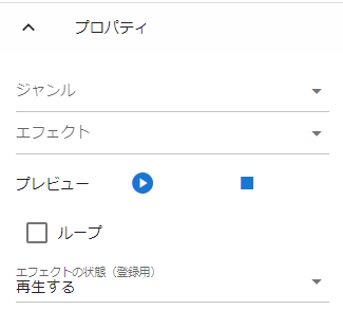 プロパティ
ジャンル
エフェクト
プレビュー
ループ
エフェクトの状態（登録用）
再生する